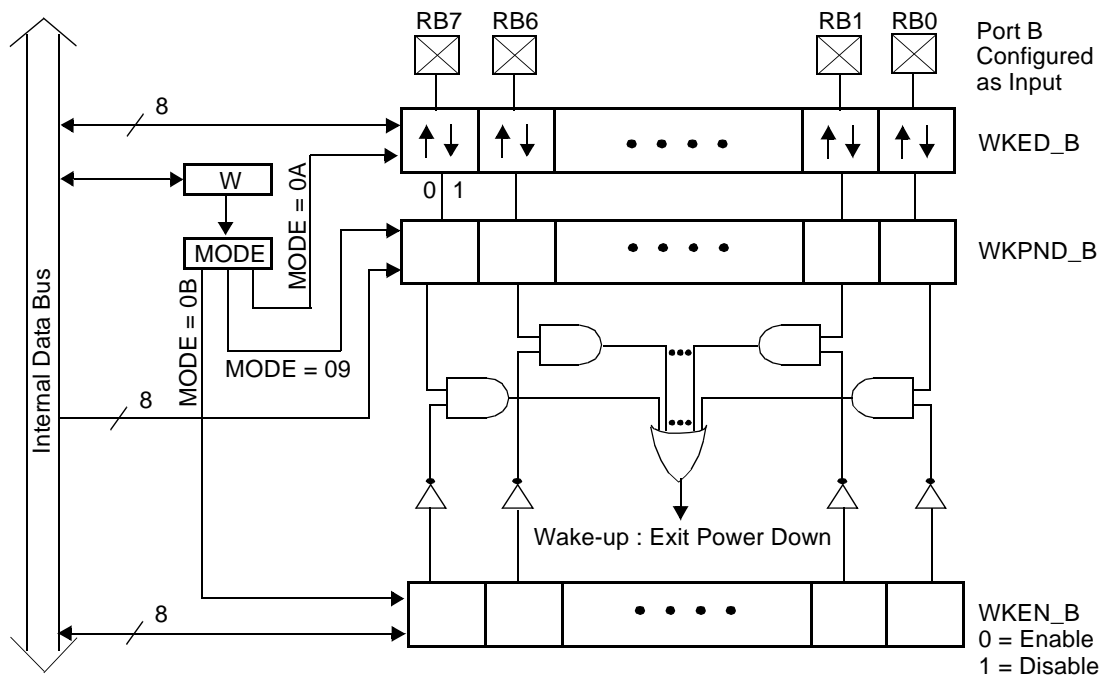 RB7
RB6
RB1
RB0
Port B
Configured
as Input
8
WKED_B
W
0
1
MODE = 0A
MODE
WKPND_B
MODE = 0B
MODE = 09
Internal Data Bus
8
Wake-up : Exit Power Down
8
WKEN_B
0 = Enable
1 = Disable